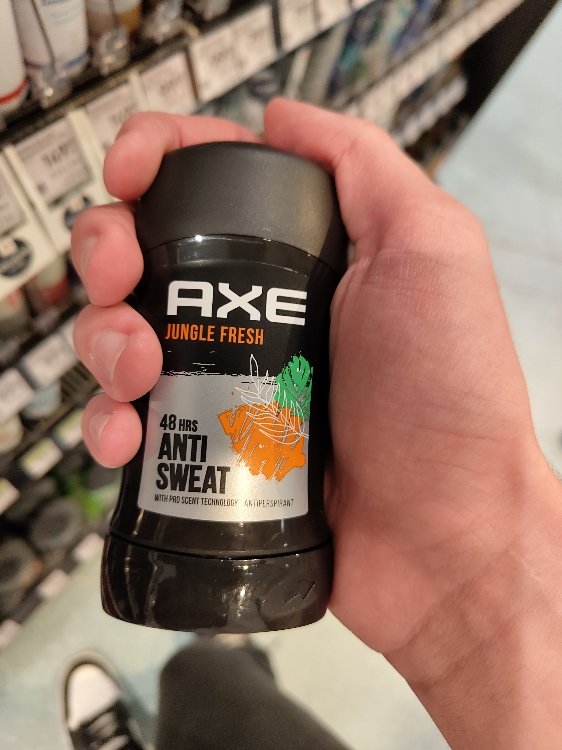 AXE
JUNGLE FRESH
48 HRS
ANTI
SWEAT
WITH PRO SCENT TECHNOLOGY ANTIPERSPIRANT